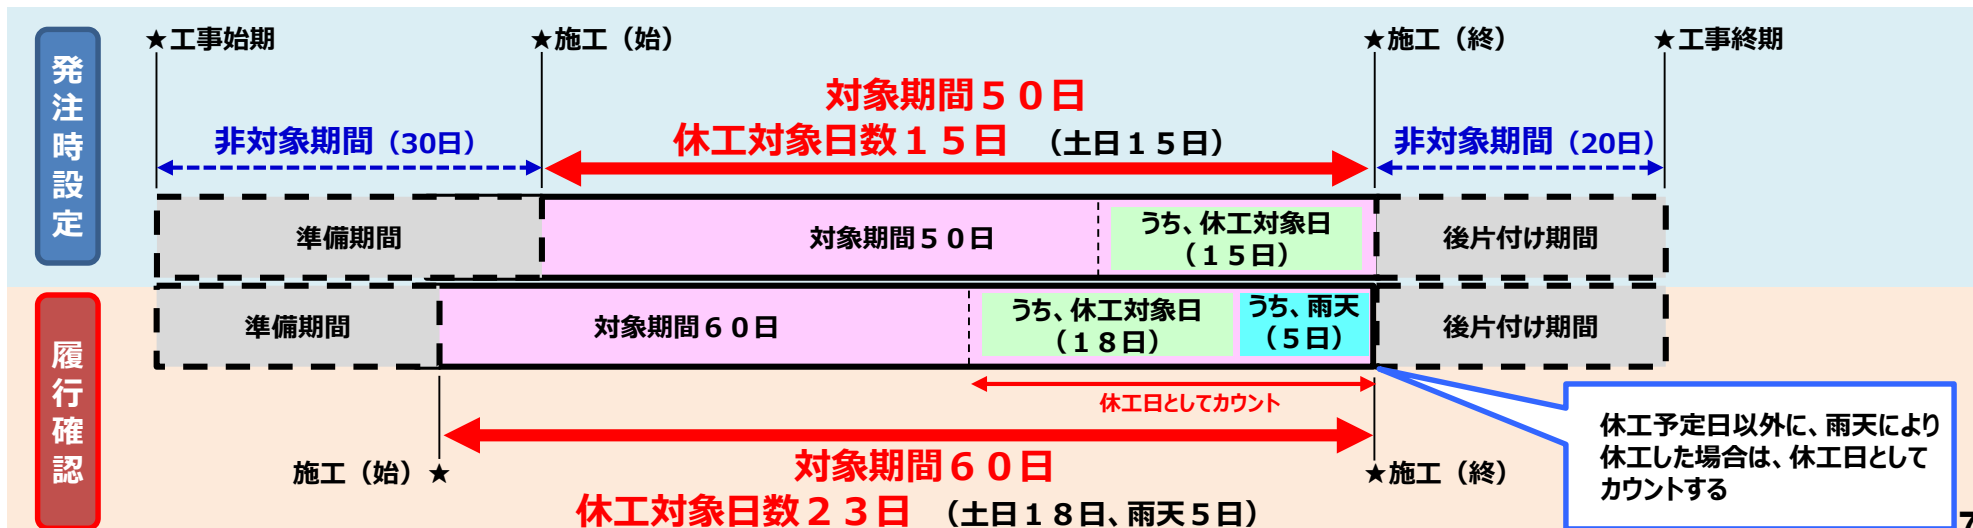 発注時設定
★工事始期
★施工（始）
★施工（終）
★工事終期
対象期間５０日
非対象期間（30日）
休工対象日数１５日　（土日１５日）
非対象期間（20日）
準備期間
対象期間５０日
うち、休工対象日
（１５日）
後片付け期間
履行確認
準備期間
対象期間６０日
うち、休工対象日
（１８日）
うち、雨天
（５日）
後片付け期間
休工日としてカウント
施工（始）★
対象期間６０日
★施工（終）
休工対象日数２３日　（土日１８日、雨天５日）
休工予定日以外に、雨天により
休工した場合は、休工日として
カウントする